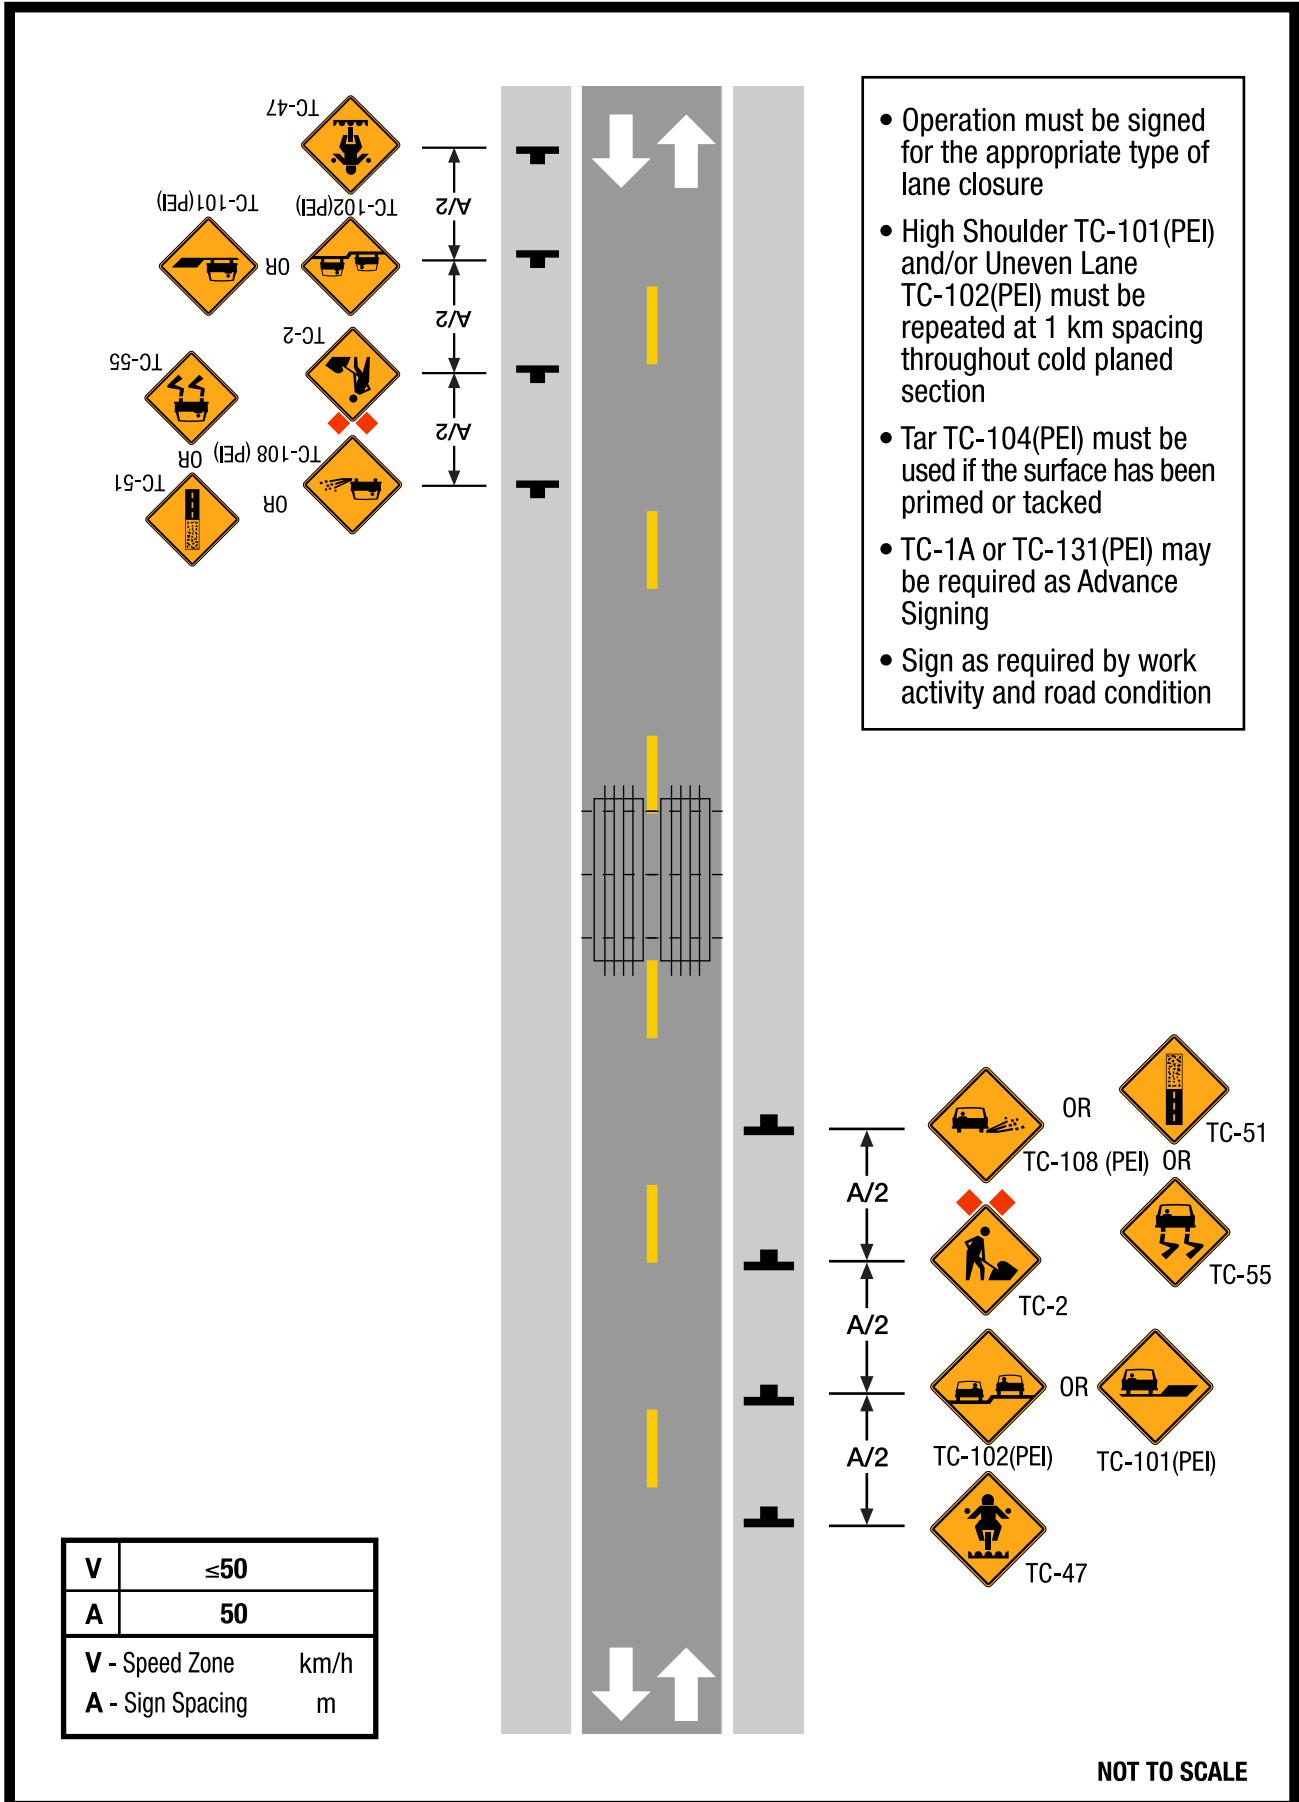 TC-47
TC-101(PEI)
TC-102(PEI)
A/2
OR
A/2
TC-2
TC-55
A/2
TC-108 (PEI)
OR
TC-51
OR
• Operation must be signed
for the appropriate type of
lane closure
• High Shoulder TC-101(PEI)
and/or Uneven Lane
TC-102(PEI) must be
repeated at 1 km spacing
throughout cold planed
section
• Tar TC-104(PEI) must be
used if the surface has been
primed or tacked
• TC-1A or TC-131(PEI) may
be required as Advance
Signing
• Sign as required by work
activity and road condition
OR
TC-51
TC-108 (PEI)
OR
A/2
TC-55
TC-2
A/2
OR
A/2
TC-102(PEI)
TC-101(PEI)
TC-47
V ≤50
A 50
V - Speed Zone km/h
A - Sign Spacing m
NOT TO SCALE